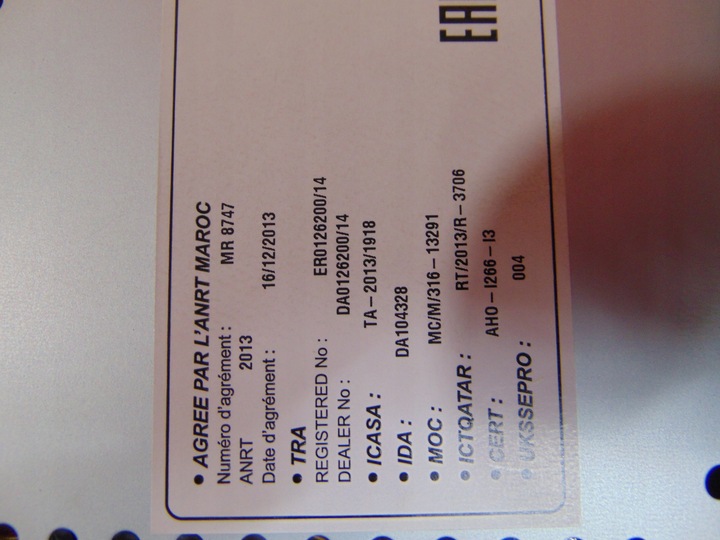 • AGREE PAR L'ANRT MAROC
Numéro d'agrément : MR 8747
ANRT 2013
Date d'agrément : 16/12/2013
• TRA
REGISTERED No : ER0126200/14
DEALER No : DA0126200/14
• ICASA : TA – 2013/1918
• IDA : DA104328
• MOC : MC/M/316 – 13291
• ICTQATAR : RT/2013/R – 3706
• CERT : AHO – I266 – I3
• UKSSEPRO : 004
EAC